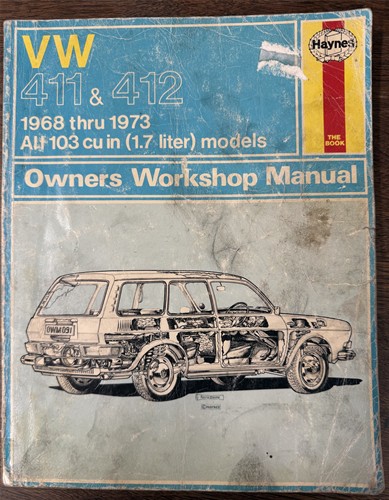 VW
411 & 412
1968 thru 1973
All 103 cu in (1.7 liter) models
Haynes
THE
BOOK
Owners Workshop Manual
OWM 091